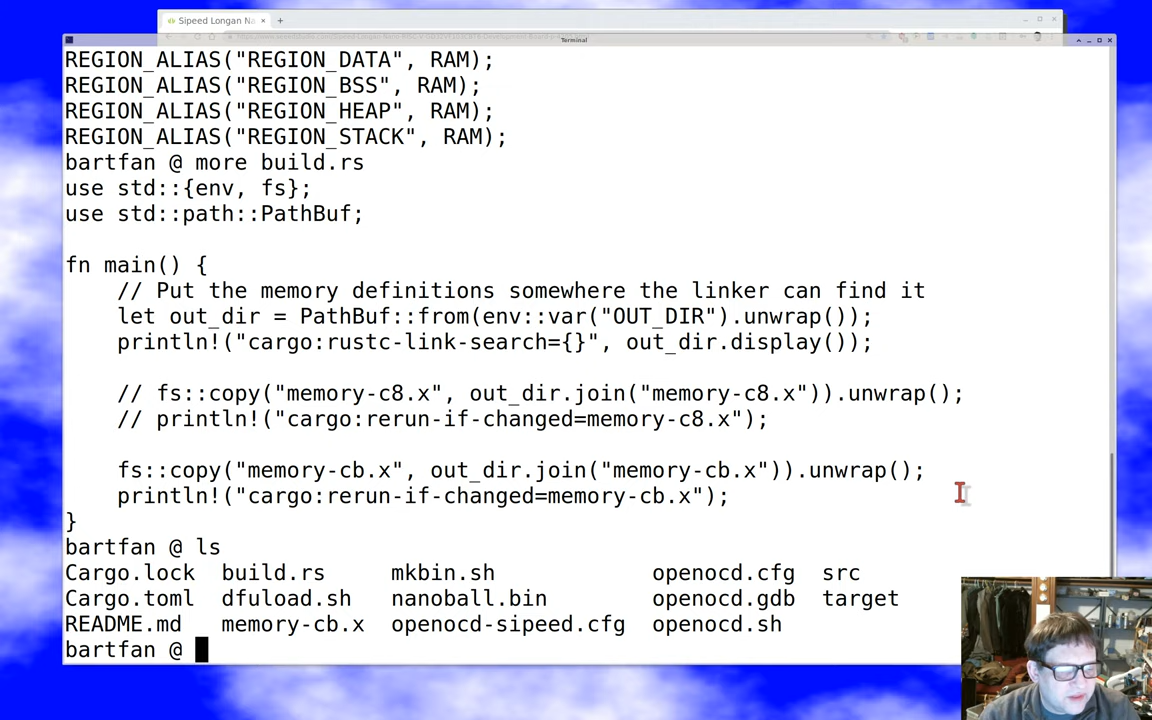 Sipeed Longan Na
Terminal
REGION_ALIAS("REGION_DATA", RAM);
REGION_ALIAS("REGION_BSS", RAM);
REGION_ALIAS("REGION_HEAP", RAM);
REGION_ALIAS("REGION_STACK", RAM);
bartfan @ more build.rs
use std::{env, fs};
use std::path::PathBuf;
fn main() {
    // Put the memory definitions somewhere the linker can find it
    let out_dir = PathBuf::from(env::var("OUT_DIR").unwrap());
    println!("cargo:rustc-link-search={}", out_dir.display());
    // fs::copy("memory-c8.x", out_dir.join("memory-c8.x")).unwrap();
    // println!("cargo:rerun-if-changed=memory-c8.x");
    fs::copy("memory-cb.x", out_dir.join("memory-cb.x")).unwrap();
    println!("cargo:rerun-if-changed=memory-cb.x");
}
bartfan @ ls
Cargo.lock  build.rs     mkbin.sh            openocd.cfg  src
Cargo.toml  dfuload.sh   nanoball.bin        openocd.gdb  target
README.md   memory-cb.x  openocd-sipeed.cfg  openocd.sh
bartfan @